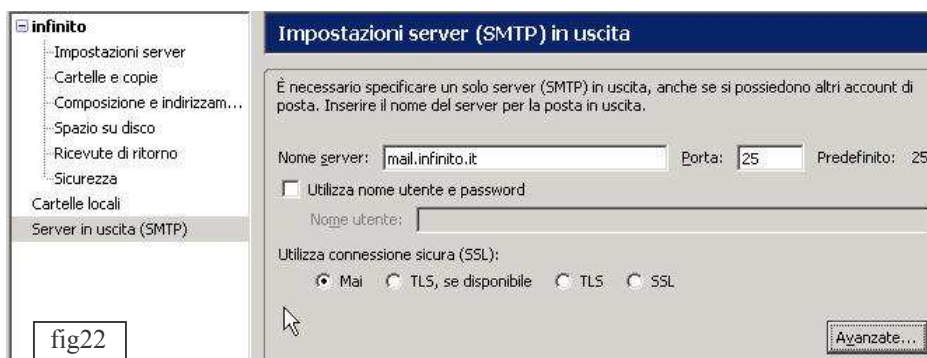 infinito
Impostazioni server
Cartelle e copie
Composizione e indirizzam...
Spazio su disco
Ricevute di ritorno
Sicurezza
Cartelle locali
Server in uscita (SMTP)
fig22
Impostazioni server (SMTP) in uscita
È necessario specificare un solo server (SMTP) in uscita, anche se si possiedono altri account di
posta. Inserire il nome del server per la posta in uscita.
Nome server: mail.infinito.it Porta: 25 Predefinito: 25
Utilizza nome utente e password
Nome utente:
Utilizza connessione sicura (SSL):
Mai TLS, se disponibile TLS SSL
Avanzate...